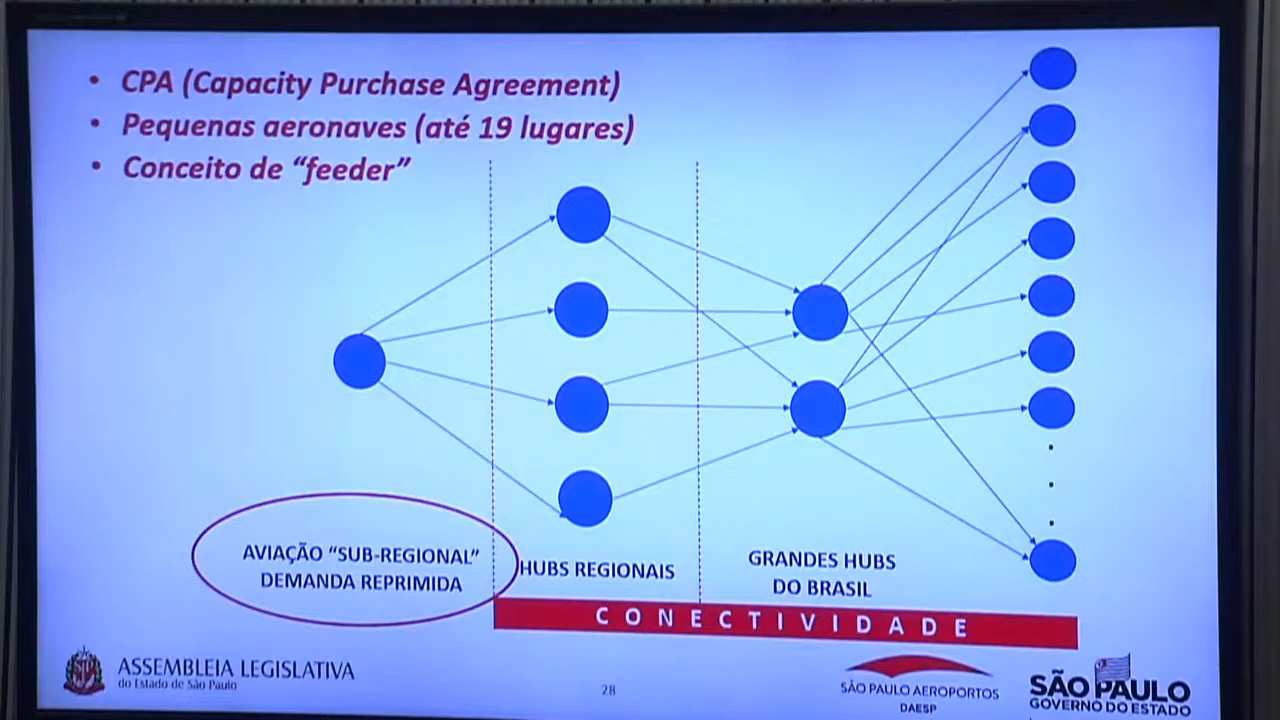 • CPA (Capacity Purchase Agreement)
• Pequenas aeronaves (até 19 lugares)
• Conceito de “feeder”
AVIAÇÃO “SUB-REGIONAL”
DEMANDA REPRIMIDA
HUBS REGIONAIS
GRANDES HUBS
DO BRASIL
CONECTIVIDADE
ASSEMBLEIA LEGISLATIVA
do Estado de São Paulo
28
SÃO PAULO AEROPORTOS
DAESP
SÃO PAULO
GOVERNO DO ESTADO